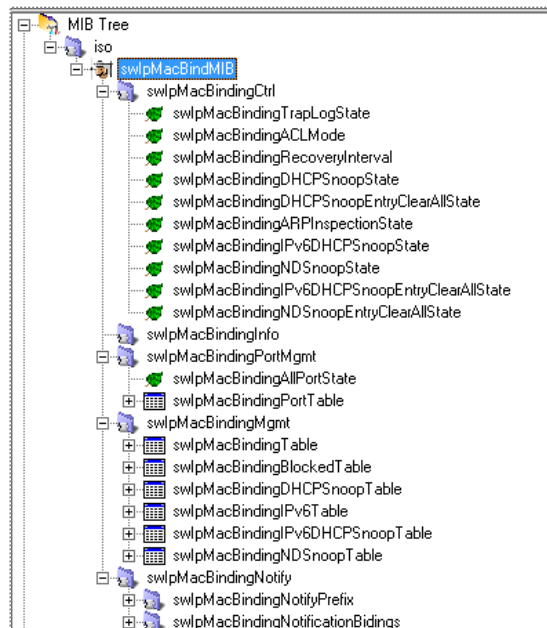 MIB Tree
iso
swIpMacBindMIB
swIpMacBindingCtrl
swIpMacBindingTrapLogState
swIpMacBindingACLMode
swIpMacBindingRecoveryInterval
swIpMacBindingDHCPSnoopState
swIpMacBindingDHCPSnoopEntryClearAllState
swIpMacBindingARPInspectionState
swIpMacBindingIPv6DHCPSnoopState
swIpMacBindingNDSnoopState
swIpMacBindingIPv6DHCPSnoopEntryClearAllState
swIpMacBindingNDSnoopEntryClearAllState
swIpMacBindingInfo
swIpMacBindingPortMgmt
swIpMacBindingAllPortState
swIpMacBindingPortTable
swIpMacBindingMgmt
swIpMacBindingTable
swIpMacBindingBlockedTable
swIpMacBindingDHCPSnoopTable
swIpMacBindingIPv6Table
swIpMacBindingIPv6DHCPSnoopTable
swIpMacBindingNDSnoopTable
swIpMacBindingNotify
swIpMacBindingNotifyPrefix
swIpMacBindingNotificationBidings